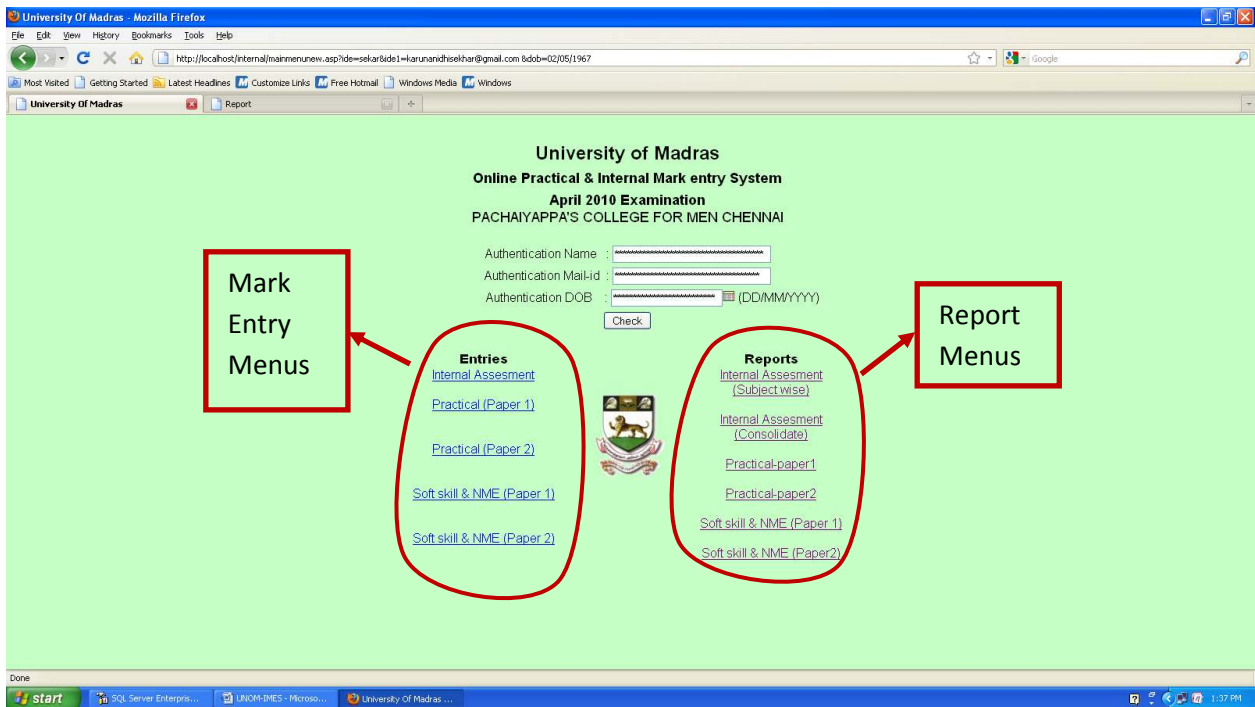 University Of Madras - Mozilla Firefox
File Edit View History Bookmarks Tools Help
http://localhost/internal/mainmenunew.asp?ide=sekar&ide1=karunanidhisekhar@gmail.com &dob=02/05/1967
Google
Most Visited Getting Started Latest Headlines Customize Links Free Hotmail Windows Media Windows
University Of Madras Report
University of Madras
Online Practical & Internal Mark entry System
April 2010 Examination
PACHAIYAPPA'S COLLEGE FOR MEN CHENNAI
Authentication Name : ************************************
Authentication Mail-id : ***********************************
Authentication DOB : ************************* (DD/MM/YYYY)
Check
Mark
Entry
Menus
Entries
Internal Assesment
Practical (Paper 1)
Practical (Paper 2)
Soft skill & NME (Paper 1)
Soft skill & NME (Paper 2)
Reports
Internal Assesment
(Subject wise)
Internal Assesment
(Consolidate)
Practical-paper1
Practical-paper2
Soft skill & NME (Paper 1)
Soft skill & NME (Paper2)
Report
Menus
Done
start SQL Server Enterpris... UNOM-IMES - Microso... University Of Madras ... 1:37 PM